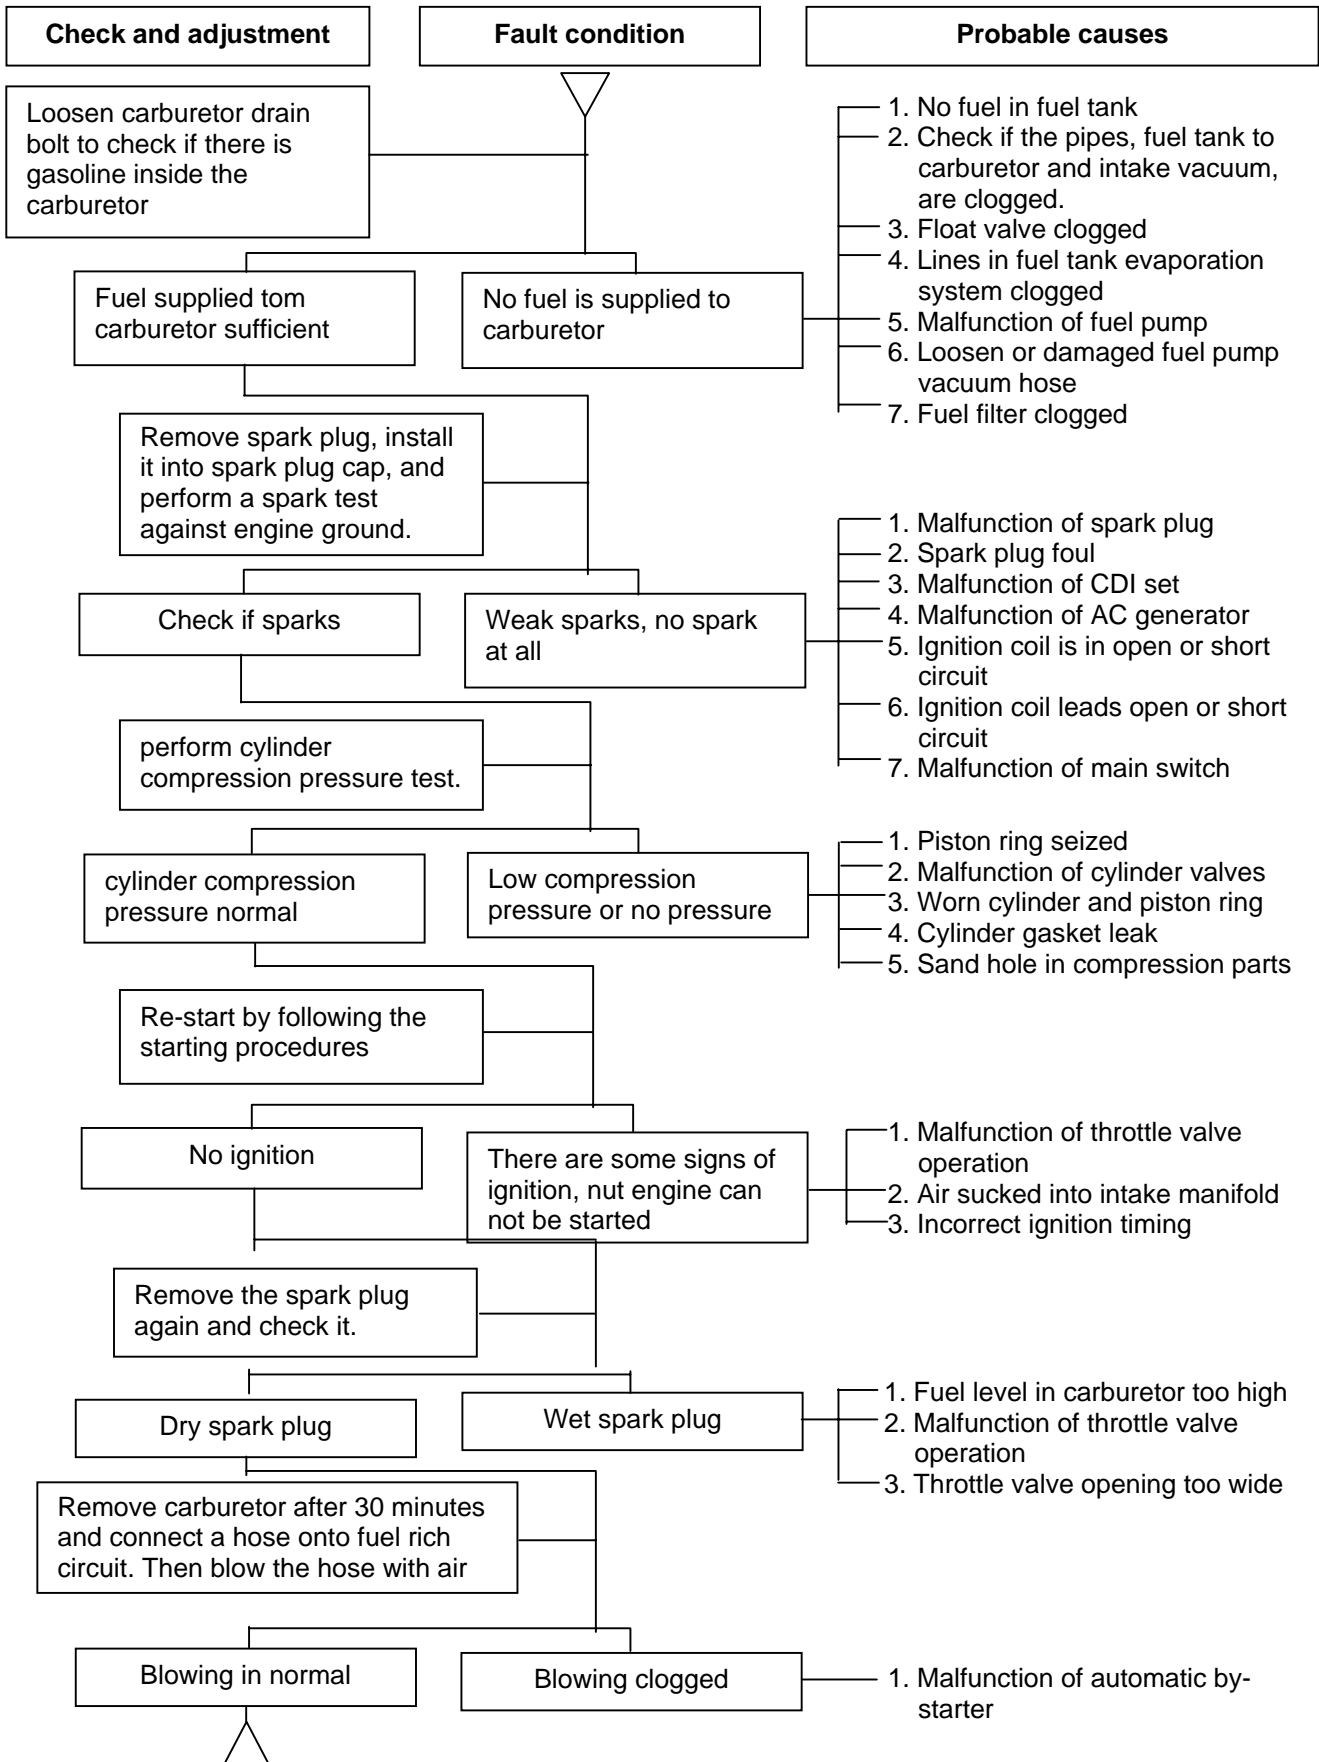 Check and adjustment
Fault condition
Probable causes
Loosen carburetor drain
bolt to check if there is
gasoline inside the
carburetor
1. No fuel in fuel tank
2. Check if the pipes, fuel tank to
carburetor and intake vacuum,
are clogged.
3. Float valve clogged
4. Lines in fuel tank evaporation
system clogged
5. Malfunction of fuel pump
6. Loosen or damaged fuel pump
vacuum hose
7. Fuel filter clogged
Fuel supplied tom
carburetor sufficient
No fuel is supplied to
carburetor
Remove spark plug, install
it into spark plug cap, and
perform a spark test
against engine ground.
1. Malfunction of spark plug
2. Spark plug foul
3. Malfunction of CDI set
4. Malfunction of AC generator
5. Ignition coil is in open or short
circuit
6. Ignition coil leads open or short
circuit
7. Malfunction of main switch
Check if sparks
Weak sparks, no spark
at all
perform cylinder
compression pressure test.
cylinder compression
pressure normal
Low compression
pressure or no pressure
1. Piston ring seized
2. Malfunction of cylinder valves
3. Worn cylinder and piston ring
4. Cylinder gasket leak
5. Sand hole in compression parts
Re-start by following the
starting procedures
No ignition
There are some signs of
ignition, nut engine can
not be started
1. Malfunction of throttle valve
operation
2. Air sucked into intake manifold
3. Incorrect ignition timing
Remove the spark plug
again and check it.
Dry spark plug
Wet spark plug
1. Fuel level in carburetor too high
2. Malfunction of throttle valve
operation
3. Throttle valve opening too wide
Remove carburetor after 30 minutes
and connect a hose onto fuel rich
circuit. Then blow the hose with air
Blowing in normal
Blowing clogged
1. Malfunction of automatic by-
starter